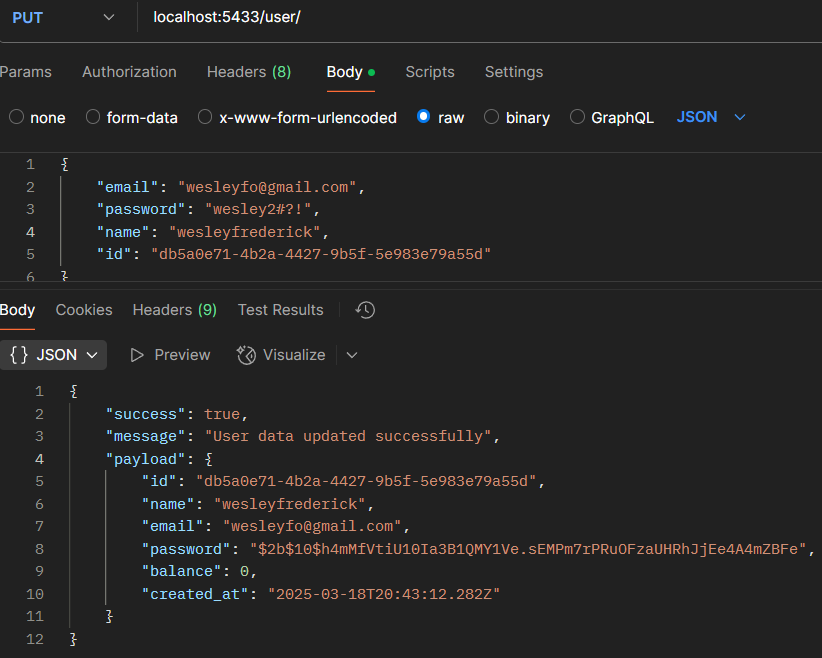 PUT localhost:5433/user/
Params Authorization Headers (8) Body Scripts Settings
none form-data x-www-form-urlencoded raw binary GraphQL JSON
1 {
2 "email": "wesleyfo@gmail.com",
3 "password": "wesley2#?!",
4 "name": "wesleyfrederick",
5 "id": "db5a0e71-4b2a-4427-9b5f-5e983e79a55d"
6 }
Body Cookies Headers (9) Test Results
{} JSON Preview Visualize
1 {
2 "success": true,
3 "message": "User data updated successfully",
4 "payload": {
5 "id": "db5a0e71-4b2a-4427-9b5f-5e983e79a55d",
6 "name": "wesleyfrederick",
7 "email": "wesleyfo@gmail.com",
8 "password": "$2b$10$h4mMfVtiU10Ia3B1QMY1Ve.sEMPm7rPRuOFzaUHRhJjEe4A4mZBFe",
9 "balance": 0,
10 "created_at": "2025-03-18T20:43:12.282Z"
11 }
12 }